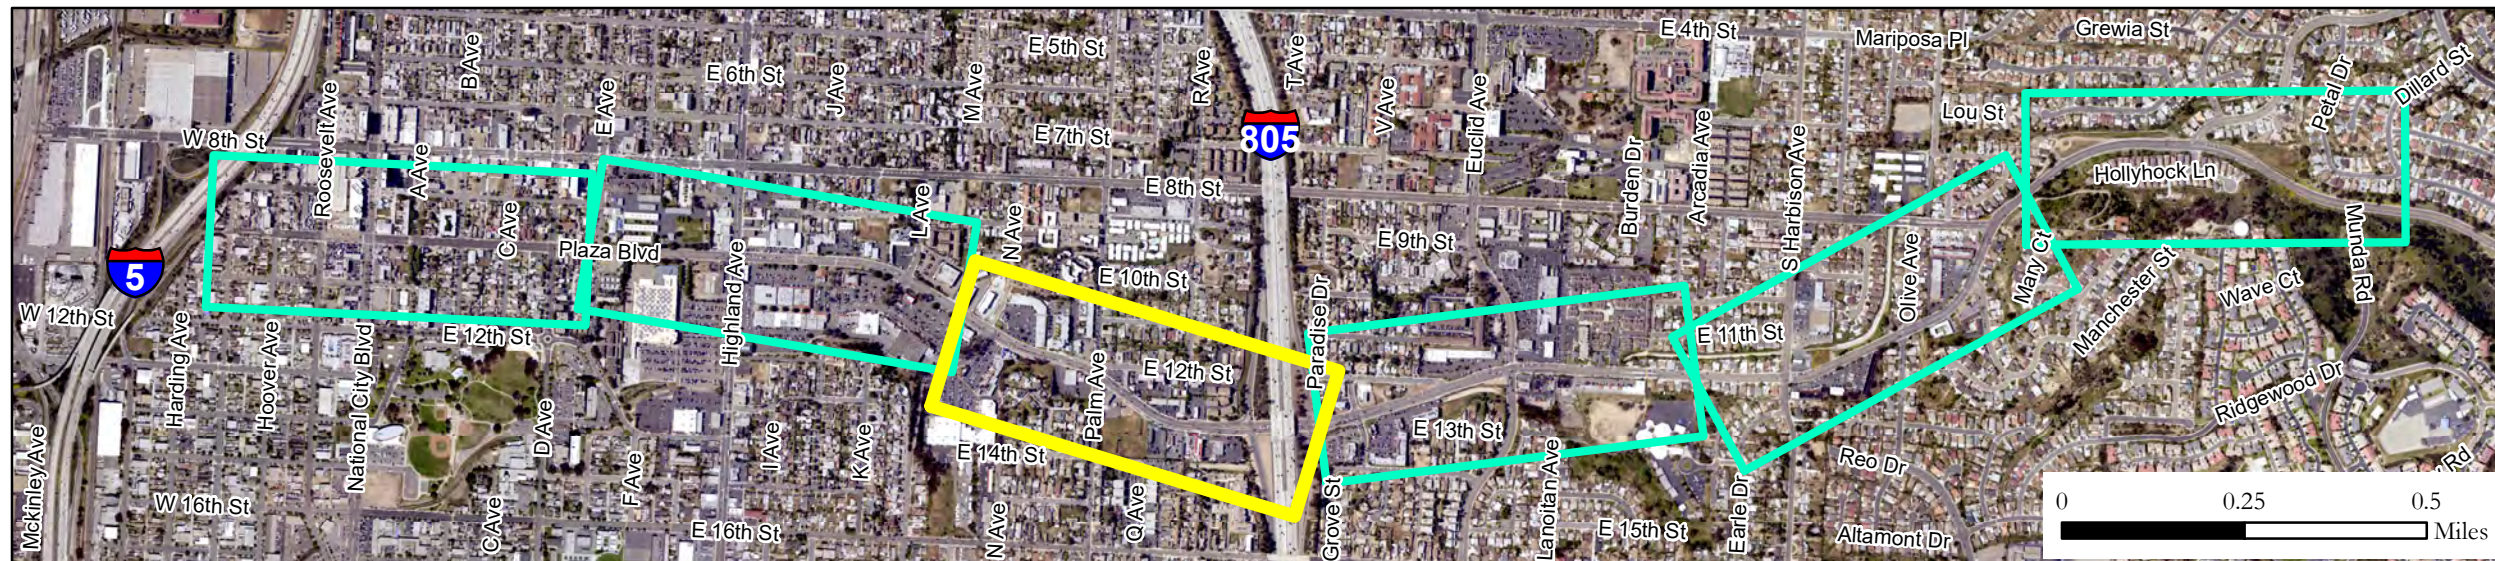 E 4th St
Mariposa Pl
Grewia St
E 5th St
B Ave
E 6th St
J Ave
M Ave
R Ave
T Ave
V Ave
Euclid Ave
Petal Dr
Dillard St
Lou St
Roosevelt Ave
E Ave
W 8th St
E 7th St
805
Burden Dr
Arcadia Ave
S Harbison Ave
A Ave
E 8th St
Hollyhock Ln
L Ave
N Ave
C Ave
Plaza Blvd
Highland Ave
E 9th St
E 10th St
5
Paradise Dr
Olive Ave
Mary Ct
Manchester St
Wave Ct
Munda Rd
W 12th St
Harding Ave
Hoover Ave
National City Blvd
E 12th St
E 11th St
E 12th St
Palm Ave
D Ave
F Ave
I Ave
K Ave
E 13th St
E 14th St
Ridgewood Dr
Reo Dr
Rd
Mckinley Ave
W 16th St
C Ave
E 16th St
N Ave
Q Ave
Grove St
Lanoitan Ave
E 15th St
Earle Dr
Altamont Dr
0 0.25 0.5
Miles